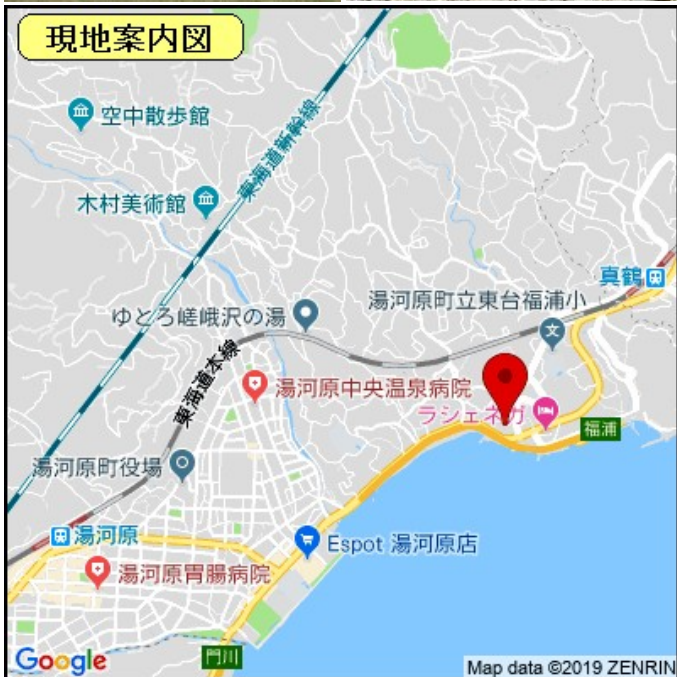 現地案内図
空中散歩館
東海道新幹線
木村美術館
真鶴
湯河原町立東台福浦小
文
ゆとろ嵯峨沢の湯
東海道本線
湯河原中央温泉病院
ラシェネガ
福浦
湯河原町役場
湯河原
Espot 湯河原店
湯河原胃腸病院
門川
Google
Map data ©2019 ZENRIN